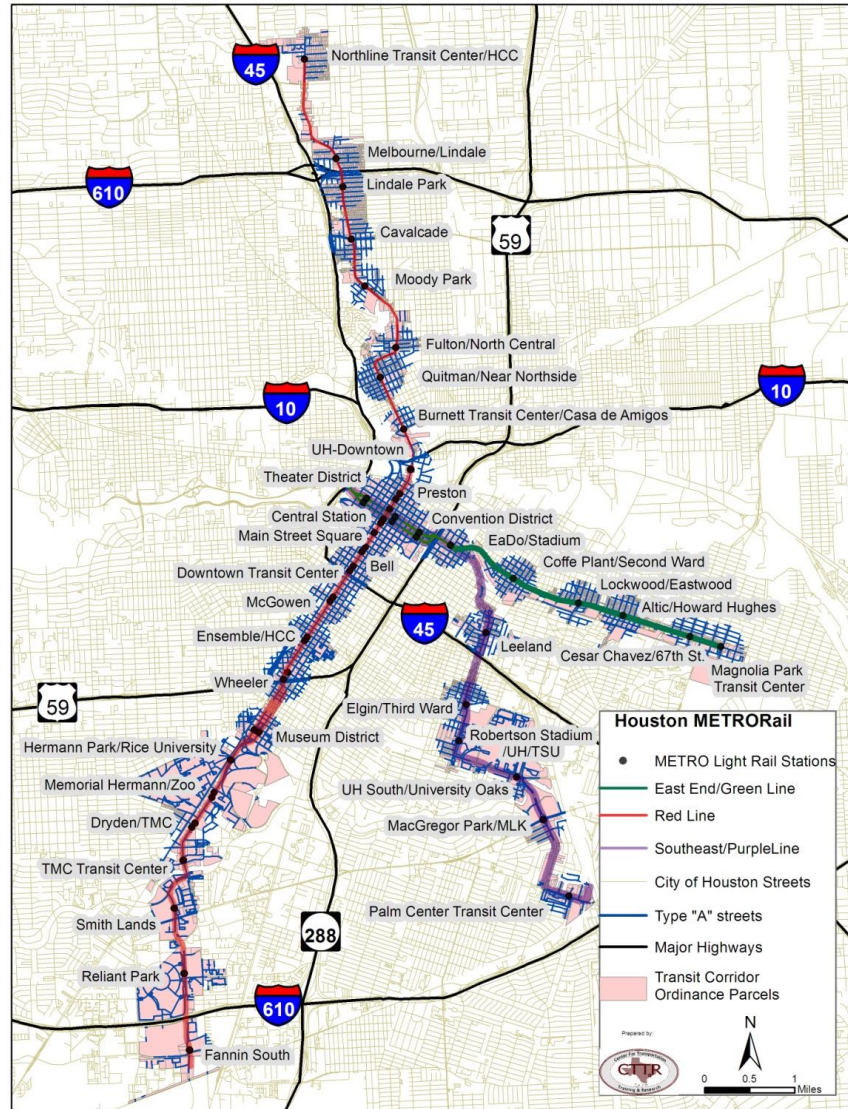 45
Northline Transit Center/HCC
Melbourne/Lindale
610
Lindale Park
59
Cavalcade
Moody Park
Fulton/North Central
Quitman/Near Northside
10
10
Burnett Transit Center/Casa de Amigos
UH-Downtown
Theater District
Preston
Central Station
Convention District
Main Street Square
EaDo/Stadium
Bell
Coffe Plant/Second Ward
Downtown Transit Center
Lockwood/Eastwood
McGowen
Altic/Howard Hughes
45
Ensemble/HCC
Leeland
Cesar Chavez/67th St.
Wheeler
Magnolia Park
Transit Center
59
Elgin/Third Ward
Hermann Park/Rice University
Museum District
Robertson Stadium
/UH/TSU
Memorial Hermann/Zoo
UH South/University Oaks
Dryden/TMC
MacGregor Park/MLK
TMC Transit Center
Palm Center Transit Center
Smith Lands
288
Reliant Park
610
Fannin South
Houston METRORail
METRO Light Rail Stations
East End/Green Line
Red Line
Southeast/PurpleLine
City of Houston Streets
Type "A" streets
Major Highways
Transit Corridor
Ordinance Parcels
Prepared by:
Center For Transportation
Training & Research
CTTR
N
0 0.5 1
Miles